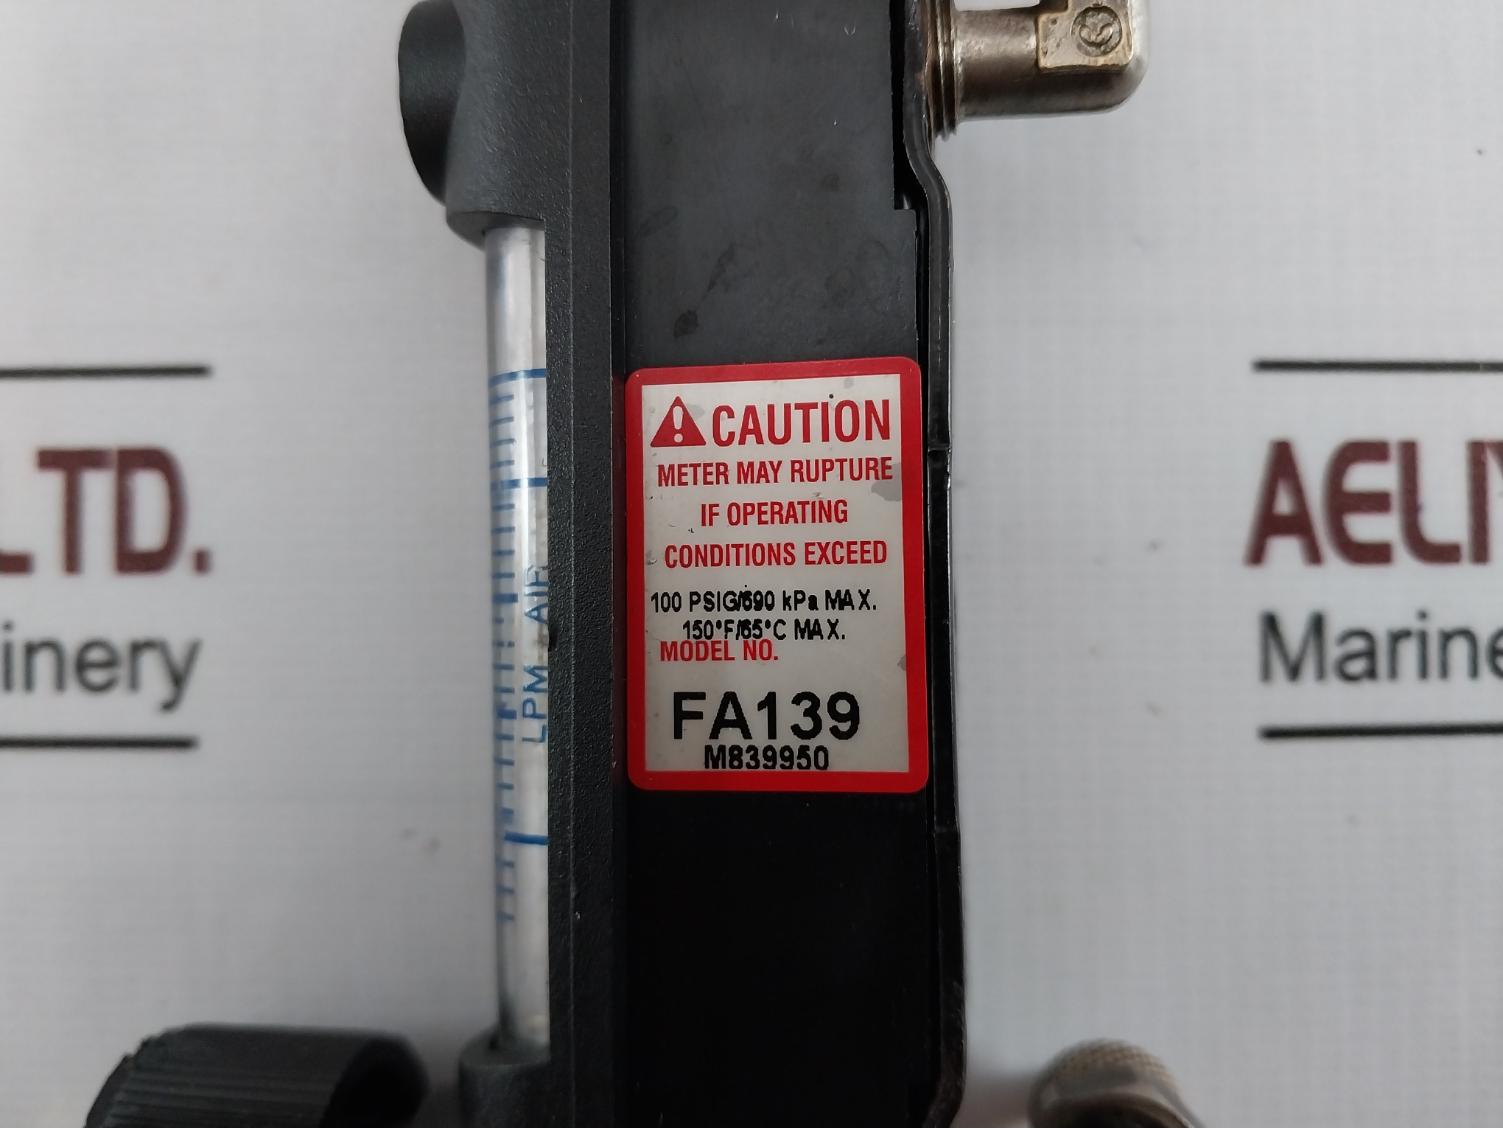 CAUTION
METER MAY RUPTURE
IF OPERATING
CONDITIONS EXCEED
100 PSIG/690 kPa MAX.
150°F/65°C MAX.
MODEL NO.
FA139
M839950
LPM AIR
LTD.
inery
AELIY
Marine